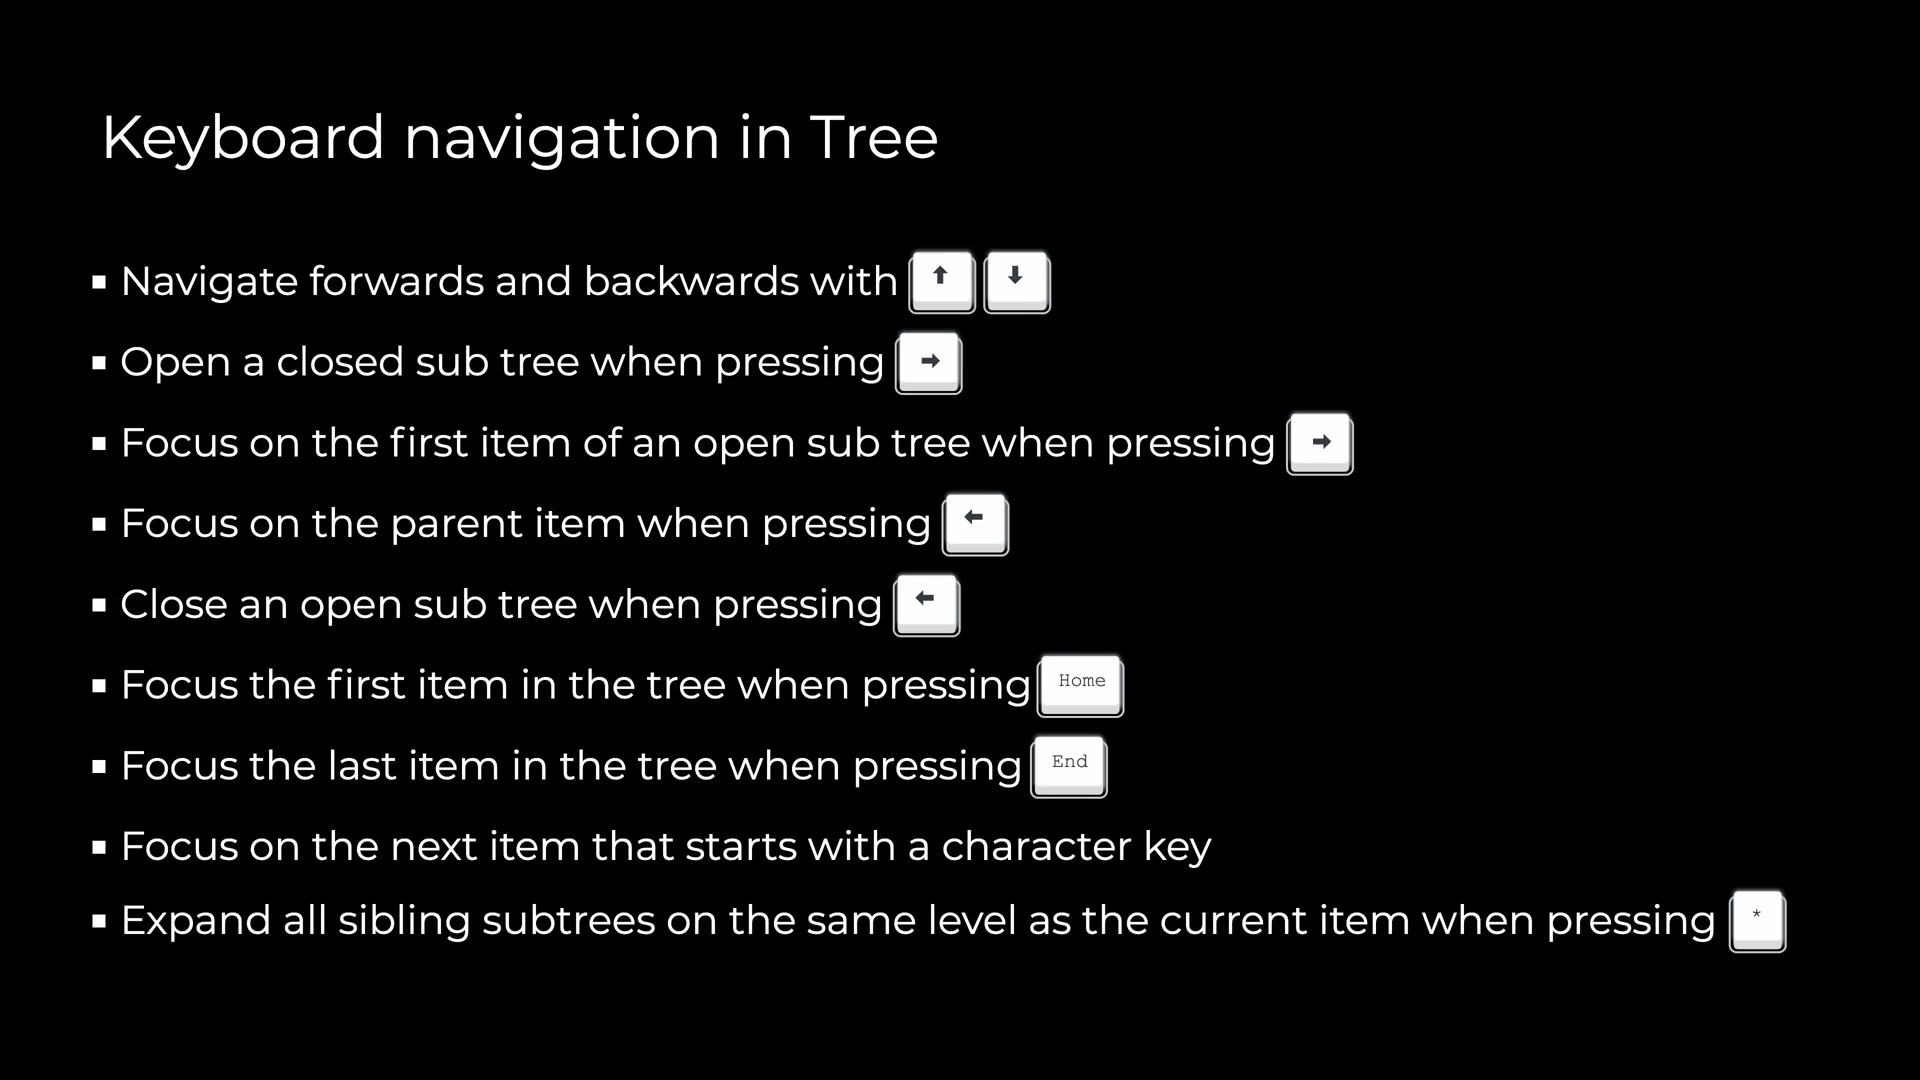 Keyboard navigation in Tree
▪ Navigate forwards and backwards with ⬆ ⬇
▪ Open a closed sub tree when pressing ➡
▪ Focus on the first item of an open sub tree when pressing ➡
▪ Focus on the parent item when pressing ⬅
▪ Close an open sub tree when pressing ⬅
▪ Focus the first item in the tree when pressing Home
▪ Focus the last item in the tree when pressing End
▪ Focus on the next item that starts with a character key
▪ Expand all sibling subtrees on the same level as the current item when pressing *